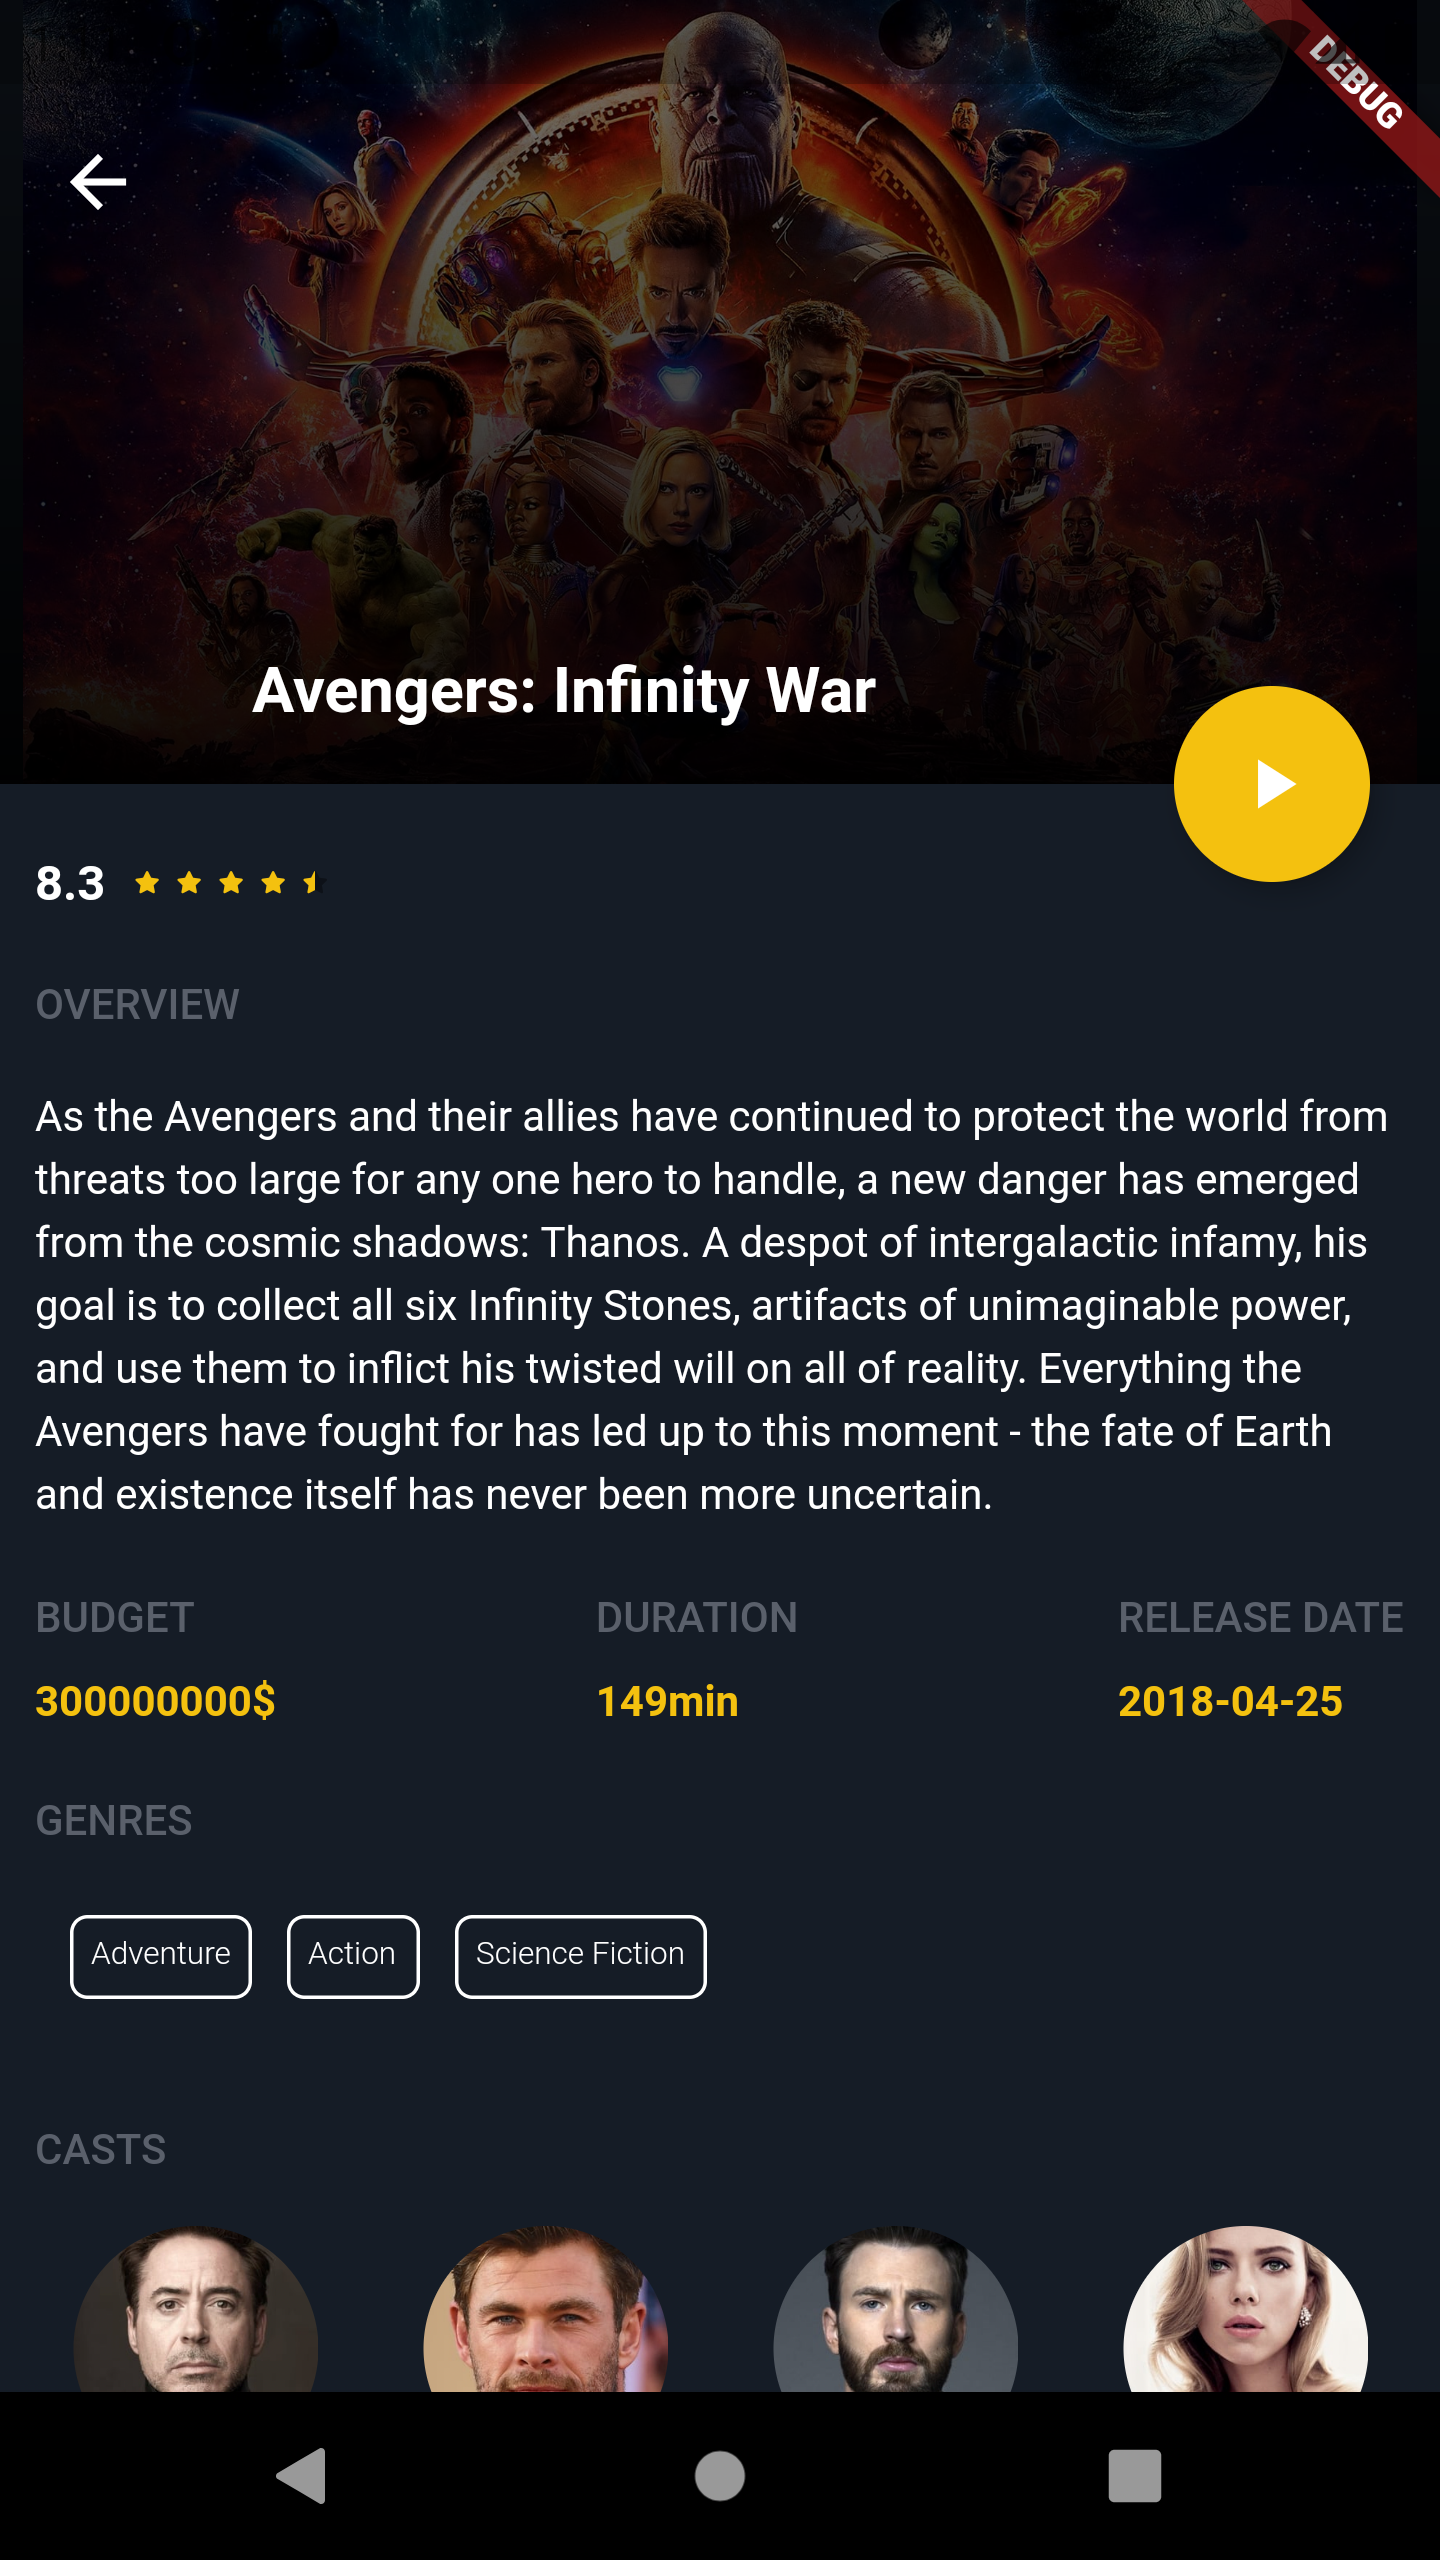 DEBUG
Avengers: Infinity War
8.3
OVERVIEW
As the Avengers and their allies have continued to protect the world from
threats too large for any one hero to handle, a new danger has emerged
from the cosmic shadows: Thanos. A despot of intergalactic infamy, his
goal is to collect all six Infinity Stones, artifacts of unimaginable power,
and use them to inflict his twisted will on all of reality. Everything the
Avengers have fought for has led up to this moment - the fate of Earth
and existence itself has never been more uncertain.
BUDGET DURATION RELEASE DATE
300000000$ 149min 2018-04-25
GENRES
Adventure Action Science Fiction
CASTS